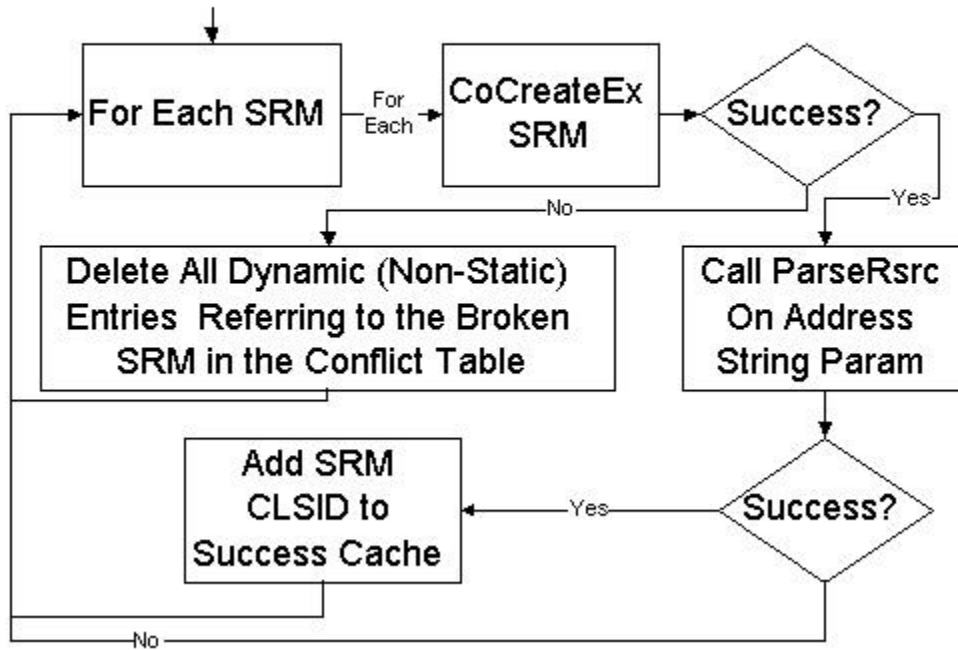 For Each SRM
For
Each
CoCreateEx
SRM
Success?
No
Yes
Delete All Dynamic (Non-Static)
Entries Referring to the Broken
SRM in the Conflict Table
Call ParseRsrc
On Address
String Param
Add SRM
CLSID to
Success Cache
Yes
Success?
No